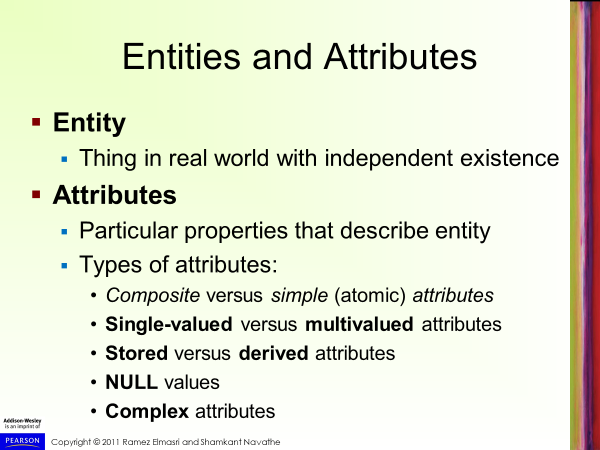 Entities and Attributes
▪ Entity
▪ Thing in real world with independent existence
▪ Attributes
▪ Particular properties that describe entity
▪ Types of attributes:
• Composite versus simple (atomic) attributes
• Single-valued versus multivalued attributes
• Stored versus derived attributes
• NULL values
• Complex attributes
Addison-Wesley
is an imprint of
PEARSON
Copyright © 2011 Ramez Elmasri and Shamkant Navathe